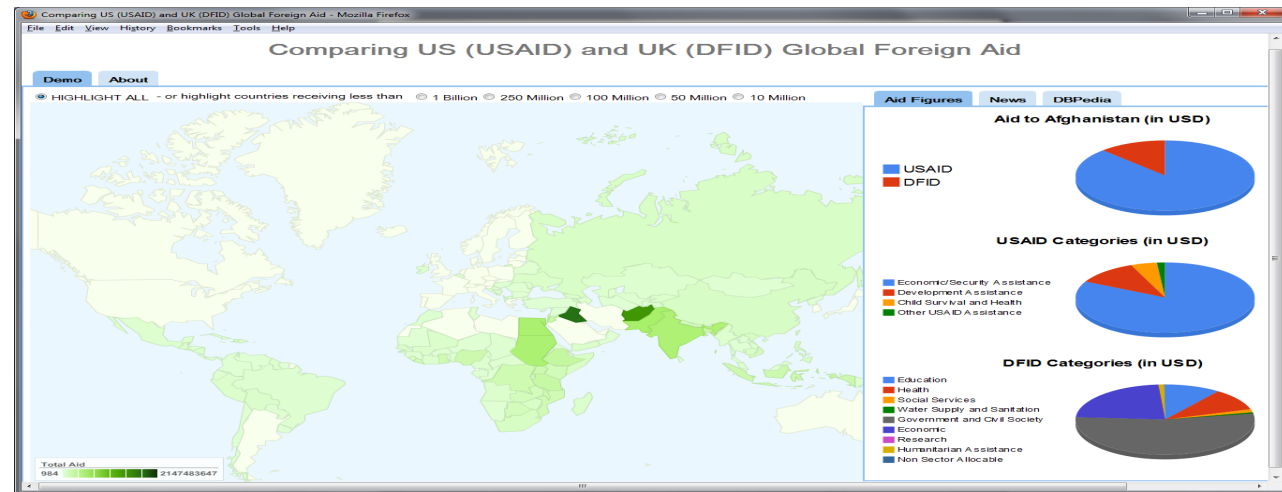 Comparing US (USAID) and UK (DFID) Global Foreign Aid - Mozilla Firefox
File Edit View History Bookmarks Tools Help
Comparing US (USAID) and UK (DFID) Global Foreign Aid
Demo About
HIGHLIGHT ALL - or highlight countries receiving less than 1 Billion 250 Million 100 Million 50 Million 10 Million
Total Aid
984 2147483647
Aid Figures News DBPedia
Aid to Afghanistan (in USD)
USAID
DFID
USAID Categories (in USD)
Economic/Security Assistance
Development Assistance
Child Survival and Health
Other USAID Assistance
DFID Categories (in USD)
Education
Health
Social Services
Water Supply and Sanitation
Government and Civil Society
Economic
Research
Humanitarian Assistance
Non Sector Allocable